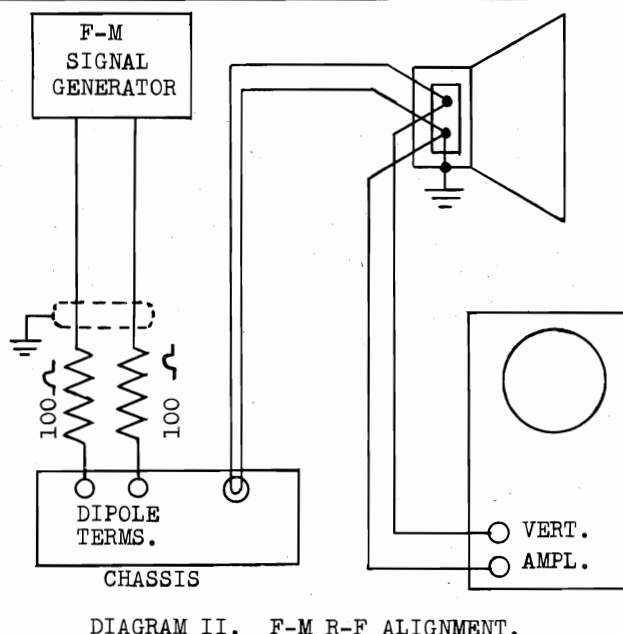 F-M
SIGNAL
GENERATOR
100
100
DIPOLE
TERMS.
CHASSIS
VERT.
AMPL.
DIAGRAM II. F-M R-F ALIGNMENT.